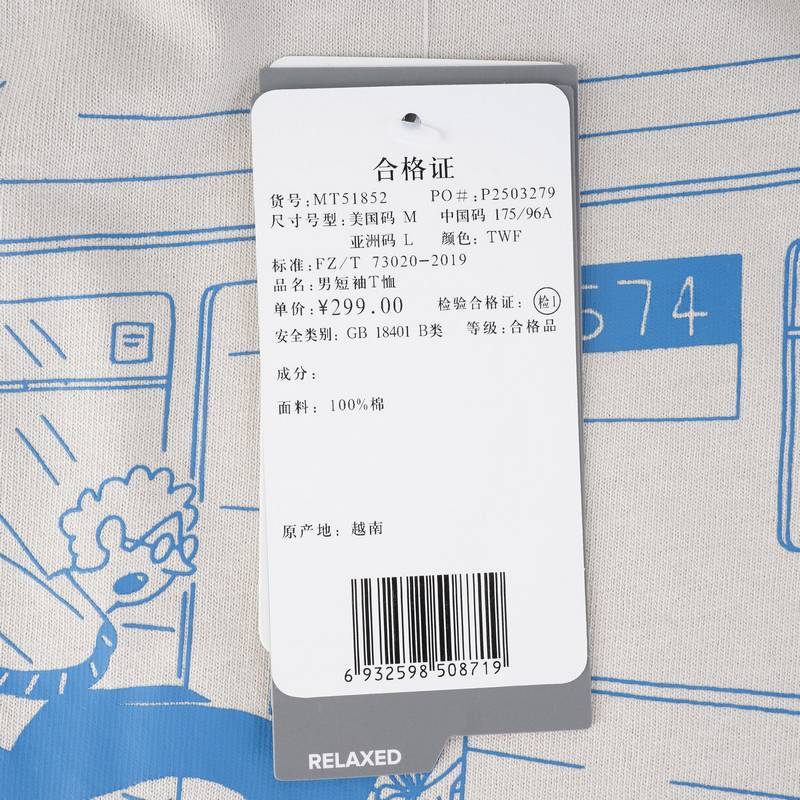 合格证
货号:MT51852 PO#:P2503279
尺寸号型:美国码 M 中国码 175/96A
亚洲码 L 颜色: TWF
标准:FZ/T 73020-2019
品名:男短袖T恤
单价:¥299.00 检验合格证: 检1
安全类别: GB 18401 B类 等级:合格品
成分:
面料: 100%棉
原产地: 越南
6 932598 508719
RELAXED
574